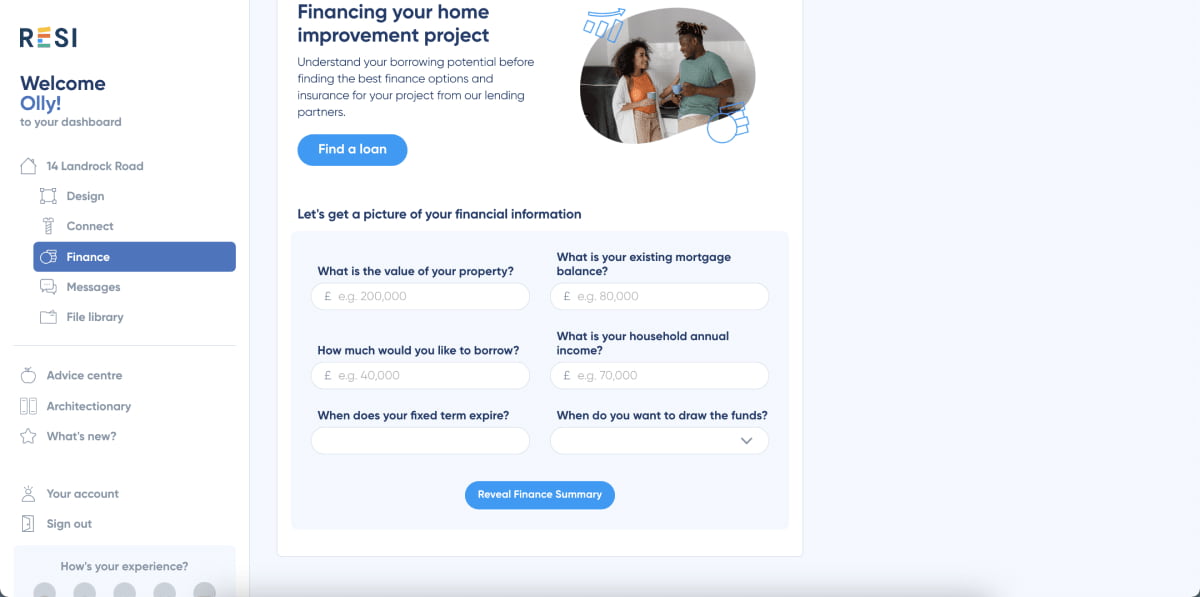 RESI
Welcome
Olly!
to your dashboard
14 Landrock Road
Design
Connect
Finance
Messages
File library
Advice centre
Architectionary
What's new?
Your account
Sign out
How's your experience?
Financing your home
improvement project
Understand your borrowing potential before
finding the best finance options and
insurance for your project from our lending
partners.
Find a loan
Let's get a picture of your financial information
What is the value of your property?
£ e.g. 200,000
What is your existing mortgage
balance?
£ e.g. 80,000
How much would you like to borrow?
£ e.g. 40,000
What is your household annual
income?
£ e.g. 70,000
When does your fixed term expire?
When do you want to draw the funds?
Reveal Finance Summary